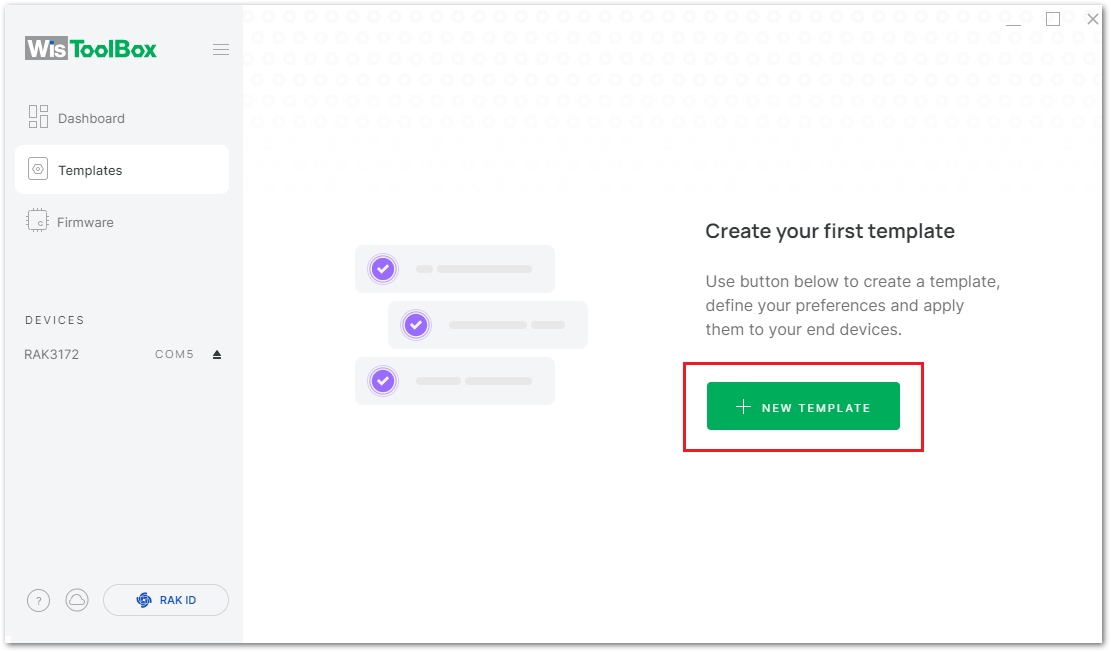 WisToolBox
Dashboard
Templates
C
Firmware
DEVICES
RAK3172 COM5
? RAK ID
Create your first template
Use button below to create a template,
define your preferences and apply
them to your end devices.
NEW TEMPLATE